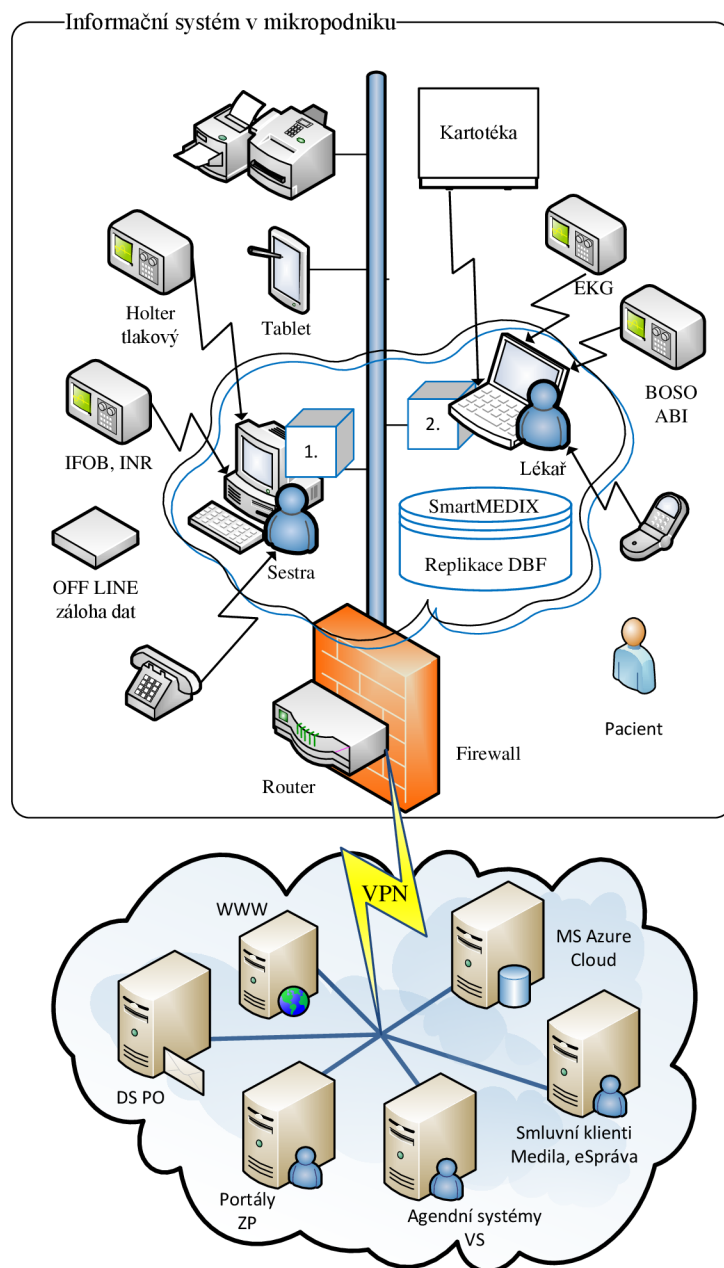 Informační systém v mikropodniku
Kartotéka
EKG
Holter
tlakový
Tablet
BOSO
ABI
1.
2.
IFOB, INR
Lékař
SmartMEDIX
Replikace DBF
Sestra
OFF LINE
záloha dat
Pacient
Firewall
Router
VPN
WWW
MS Azure
Cloud
DS PO
Smluvní klienti
Medila, eSpráva
Portály
ZP
Agendní systémy
VS